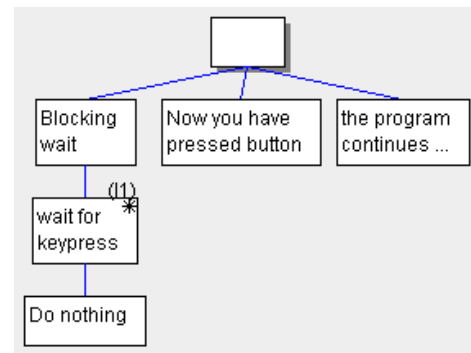 Blocking
wait
Now you have
pressed button
the program
continues ...
(I1)
*
wait for
keypress
Do nothing